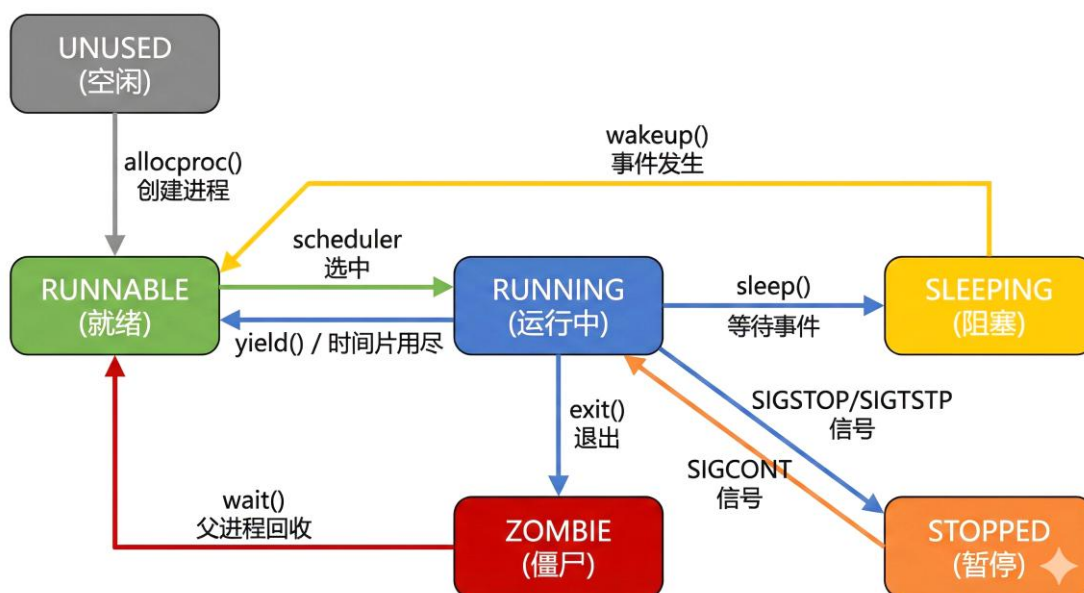 UNUSED
(空闲)
allocproc()
创建进程
wakeup()
事件发生
scheduler
选中
RUNNABLE
(就绪)
RUNNING
(运行中)
sleep()
等待事件
SLEEPING
(阻塞)
yield() / 时间片用尽
exit()
退出
SIGSTOP/SIGTSTP
信号
SIGCONT
信号
wait()
父进程回收
ZOMBIE
(僵尸)
STOPPED
(暂停)